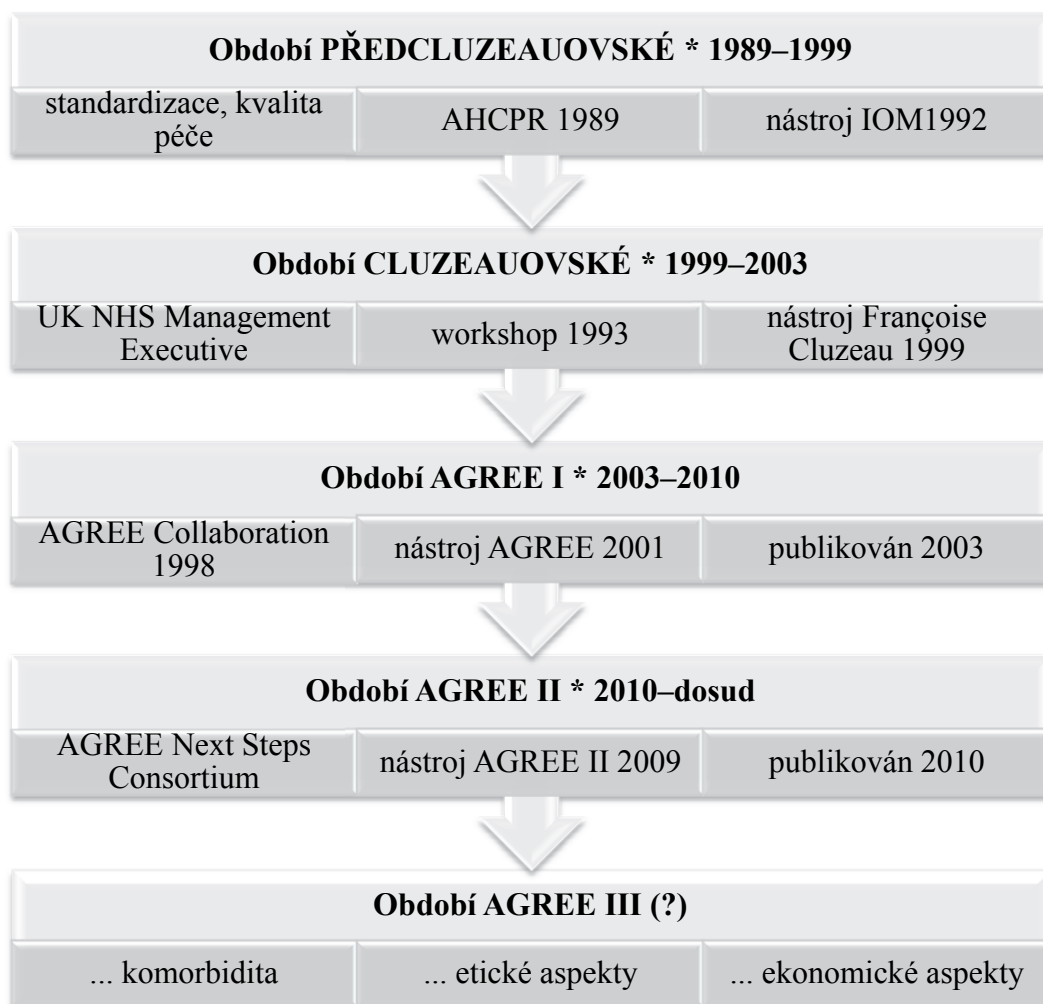 Období PŘEDCLUZEAUOVSKÉ * 1989–1999
standardizace, kvalita
péče
AHCPR 1989
nástroj IOM1992
Období CLUZEAUOVSKÉ * 1999–2003
UK NHS Management
Executive
workshop 1993
nástroj Françoise
Cluzeau 1999
Období AGREE I * 2003–2010
AGREE Collaboration
1998
nástroj AGREE 2001
publikován 2003
Období AGREE II * 2010–dosud
AGREE Next Steps
Consortium
nástroj AGREE II 2009
publikován 2010
Období AGREE III (?)
... komorbidita
... etické aspekty
... ekonomické aspekty